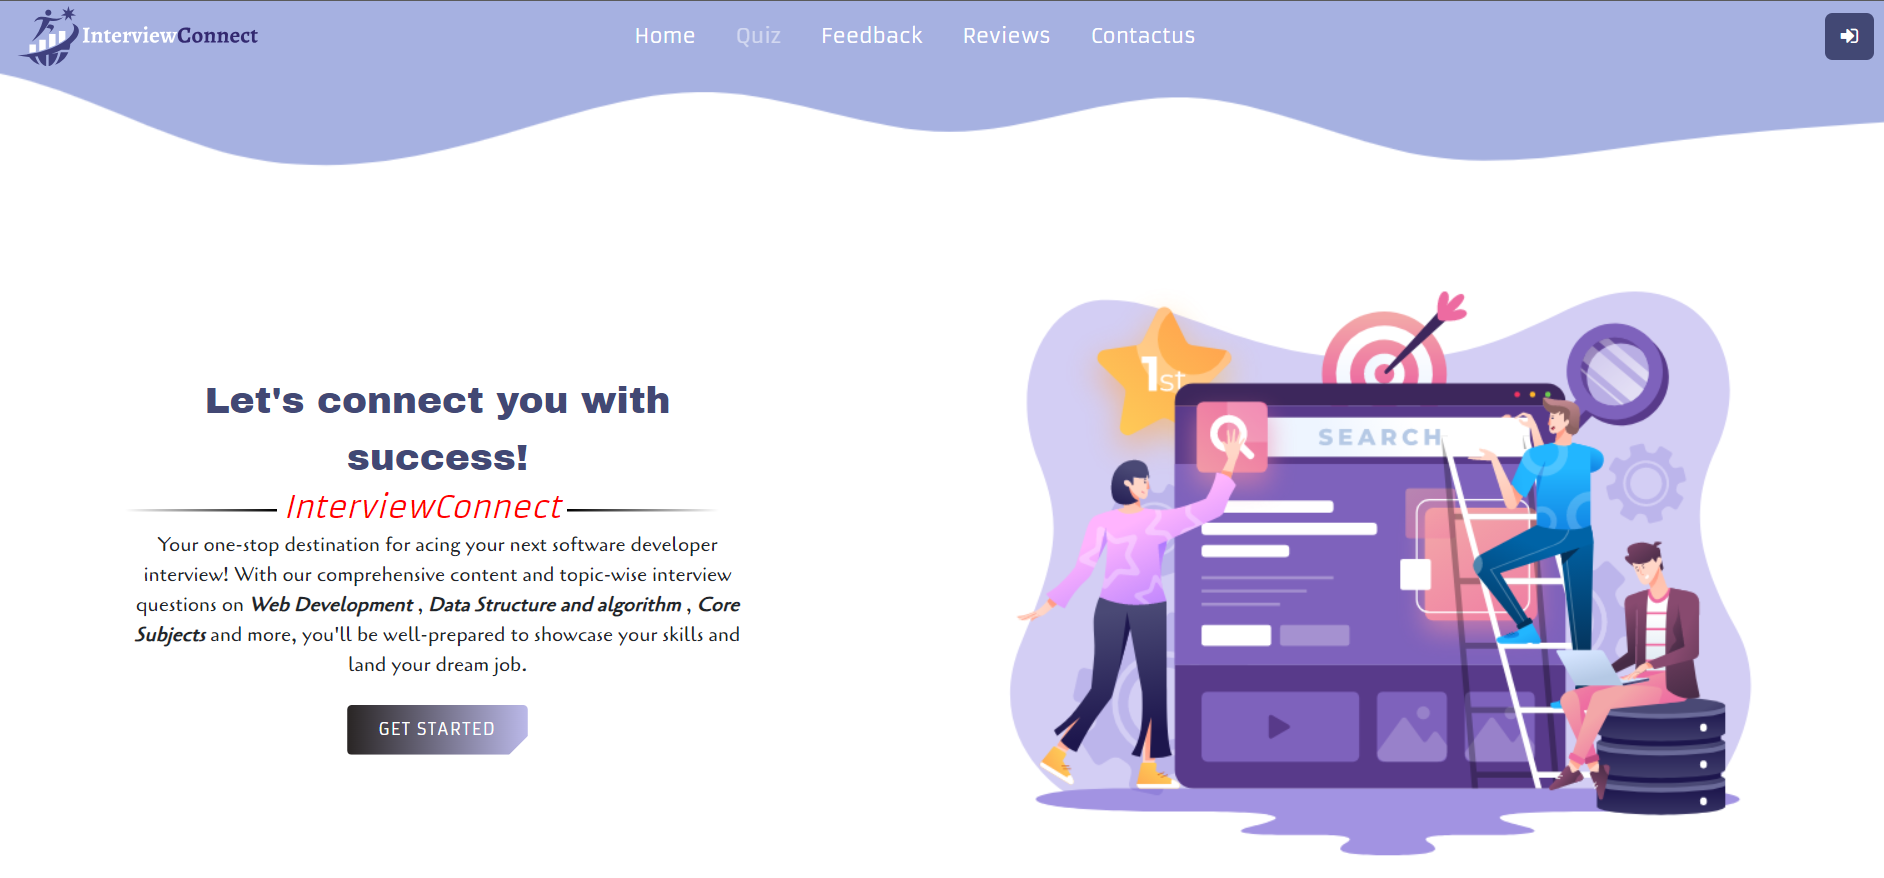 InterviewConnect
Home Quiz Feedback Reviews Contactus
Let's connect you with
success!
InterviewConnect
Your one-stop destination for acing your next software developer
interview! With our comprehensive content and topic-wise interview
questions on Web Development , Data Structure and algorithm , Core
Subjects and more, you'll be well-prepared to showcase your skills and
land your dream job.
GET STARTED
1st
SEARCH